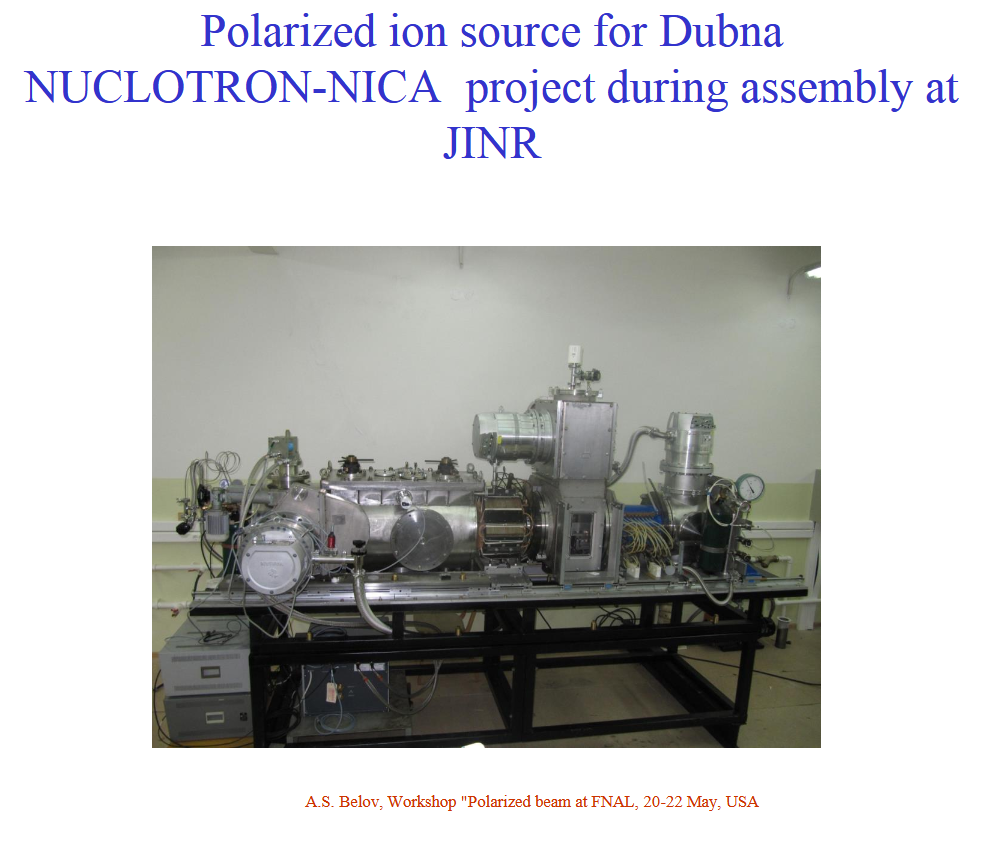 Polarized ion source for Dubna
NUCLOTRON-NICA  project during assembly at
JINR
A.S. Belov, Workshop "Polarized beam at FNAL, 20-22 May, USA